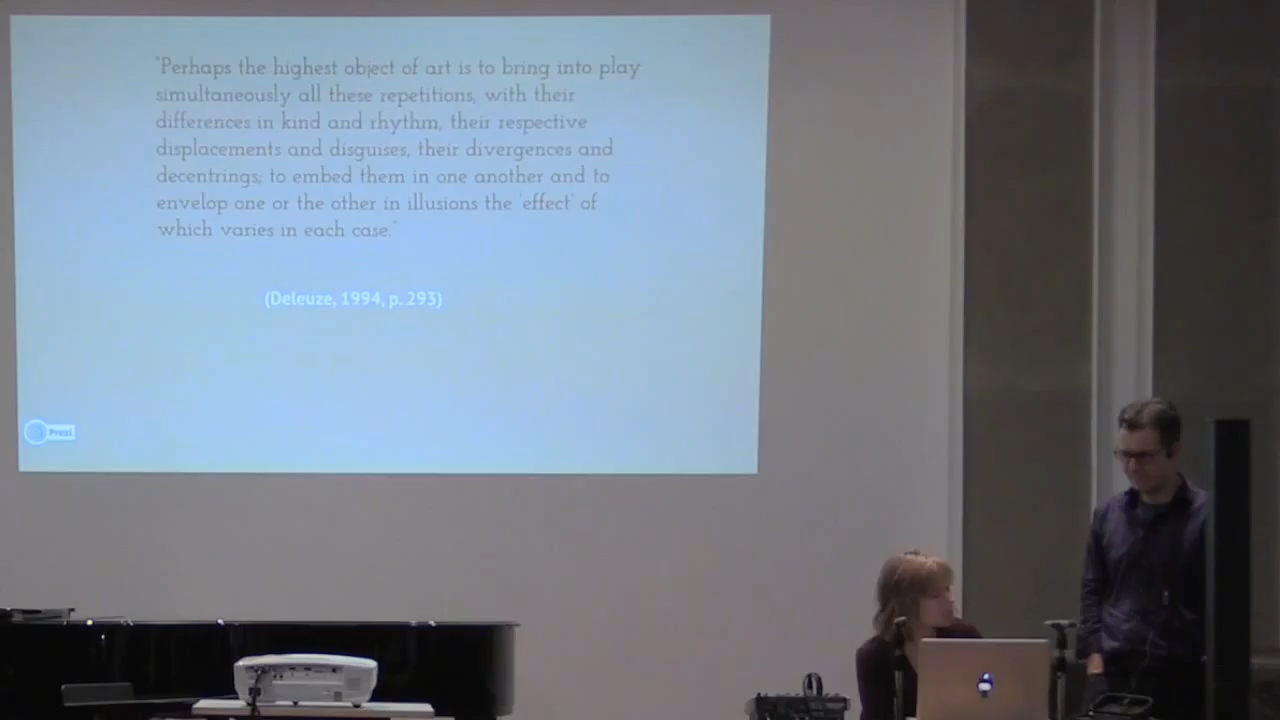 "Perhaps the highest object of art is to bring into play
simultaneously all these repetitions, with their
differences in kind and rhythm, their respective
displacements and disguises, their divergences and
decentrings; to embed them in one another and to
envelop one or the other in illusions the 'effect' of
which varies in each case."
(Deleuze, 1994, p. 293)
Prezi